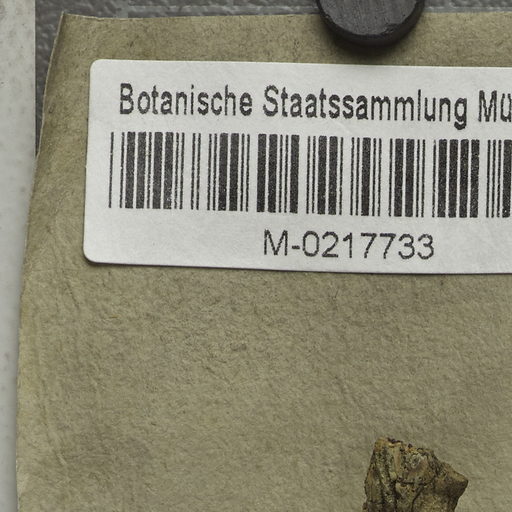 Botanische Staatssammlung Mü
M-0217733